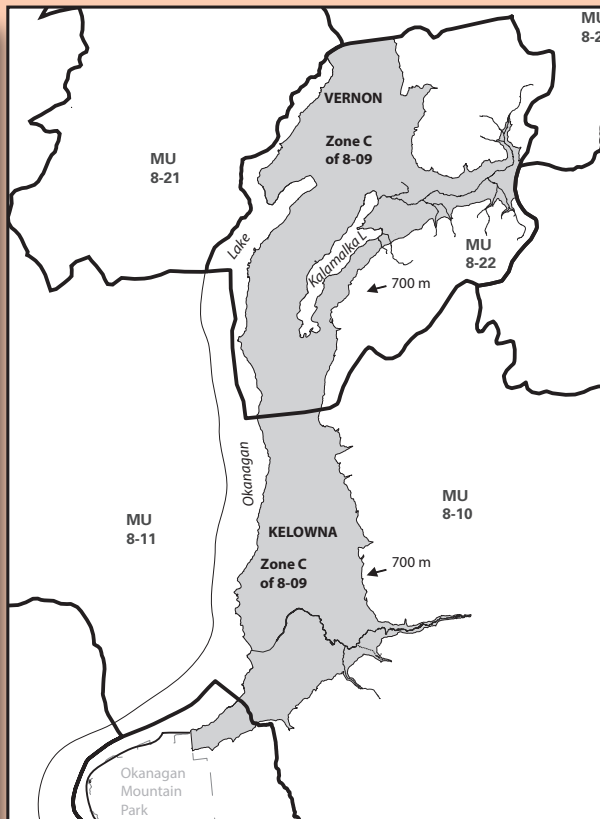 MU
8-2
VERNON
Zone C
of 8-09
MU
8-21
Lake
Kalamalka L.
MU
8-22
700 m
Okanagan
MU
8-10
MU
8-11
KELOWNA
Zone C
of 8-09
700 m
Okanagan
Mountain
Park